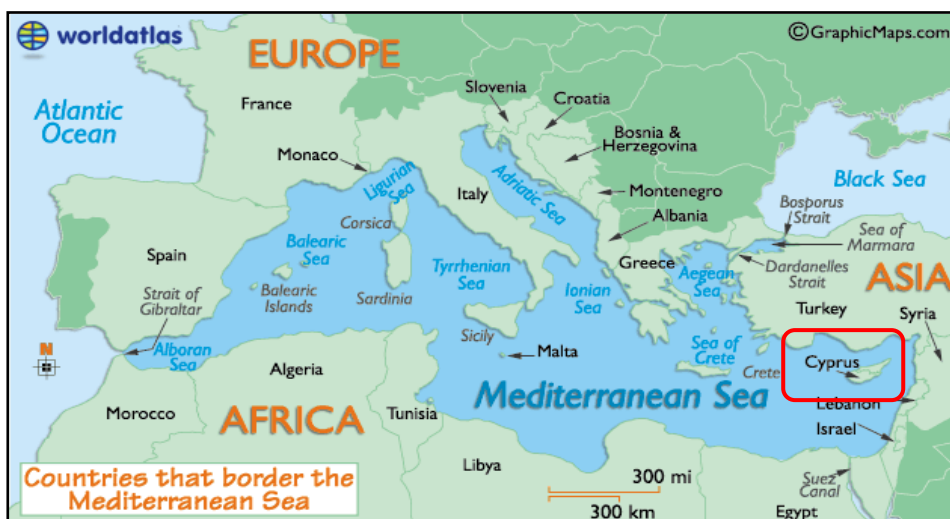 worldatlas
©GraphicMaps.com
EUROPE
Atlantic
Ocean
France
Slovenia
Croatia
Bosnia &
Herzegovina
Monaco
Ligurian
Sea
Italy
Adriatic Sea
Montenegro
Albania
Black Sea
Bosporus
Strait
Sea of
Marmara
Corsica
Spain
Balearic
Sea
Tyrrhenian
Sea
Greece
Aegean
Sea
Dardanelles
Strait
ASIA
Strait of
Gibraltar
Balearic
Islands
Sardinia
Ionian
Sea
Turkey
Syria
Sicily
Sea of
Crete
N
Alboran
Sea
Malta
Crete
Cyprus
Algeria
Mediterranean Sea
Morocco
AFRICA
Tunisia
Lebanon
Israel
Countries that border the
Mediterranean Sea
Libya
300 mi
300 km
Suez
Canal
Egypt